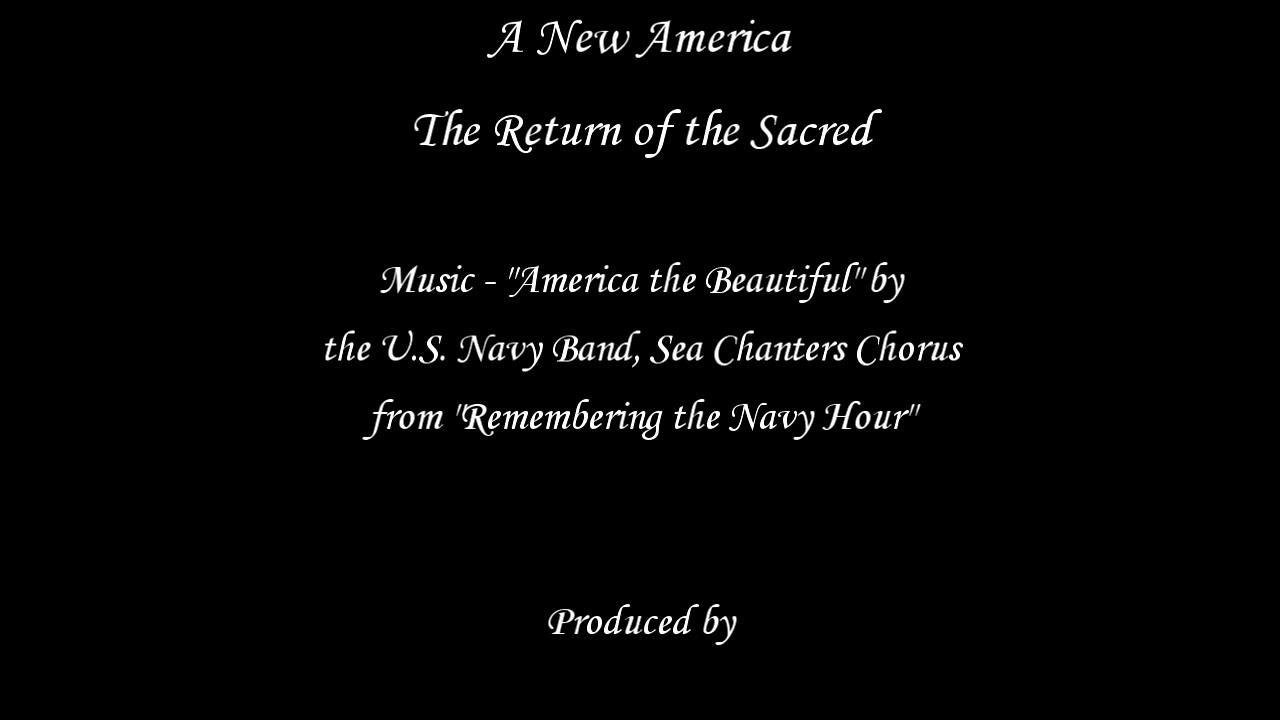 A New America
The Return of the Sacred
Music - "America the Beautiful" by
the U.S. Navy Band, Sea Chanters Chorus
from "Remembering the Navy Hour"
Produced by